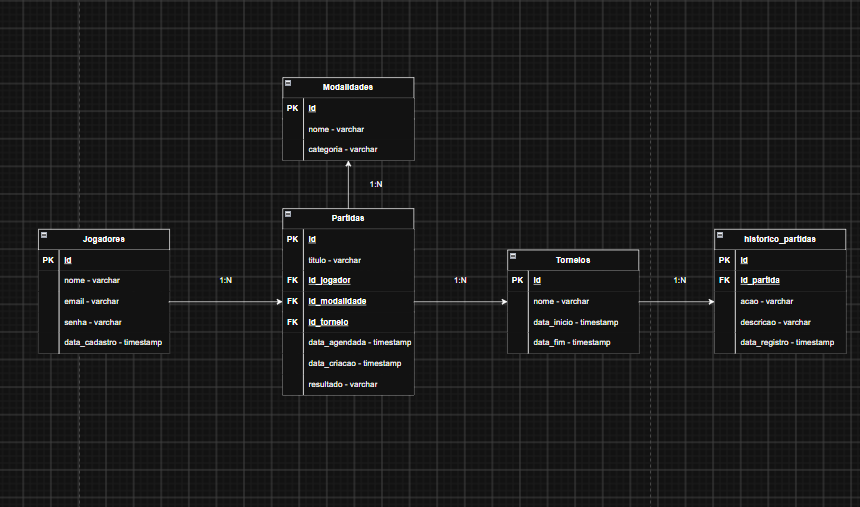 Modalidades
PK id
nome - varchar
categoria - varchar
1:N
Partidas
PK id
titulo - varchar
FK id_jogador
FK id_modalidade
FK id_torneio
data_agendada - timestamp
data_criacao - timestamp
resultado - varchar
Jogadores
PK id
nome - varchar
email - varchar
senha - varchar
data_cadastro - timestamp
1:N
1:N
Torneios
PK id
nome - varchar
data_inicio - timestamp
data_fim - timestamp
1:N
historico_partidas
PK id
FK id_partida
acao - varchar
descricao - varchar
data_registro - timestamp